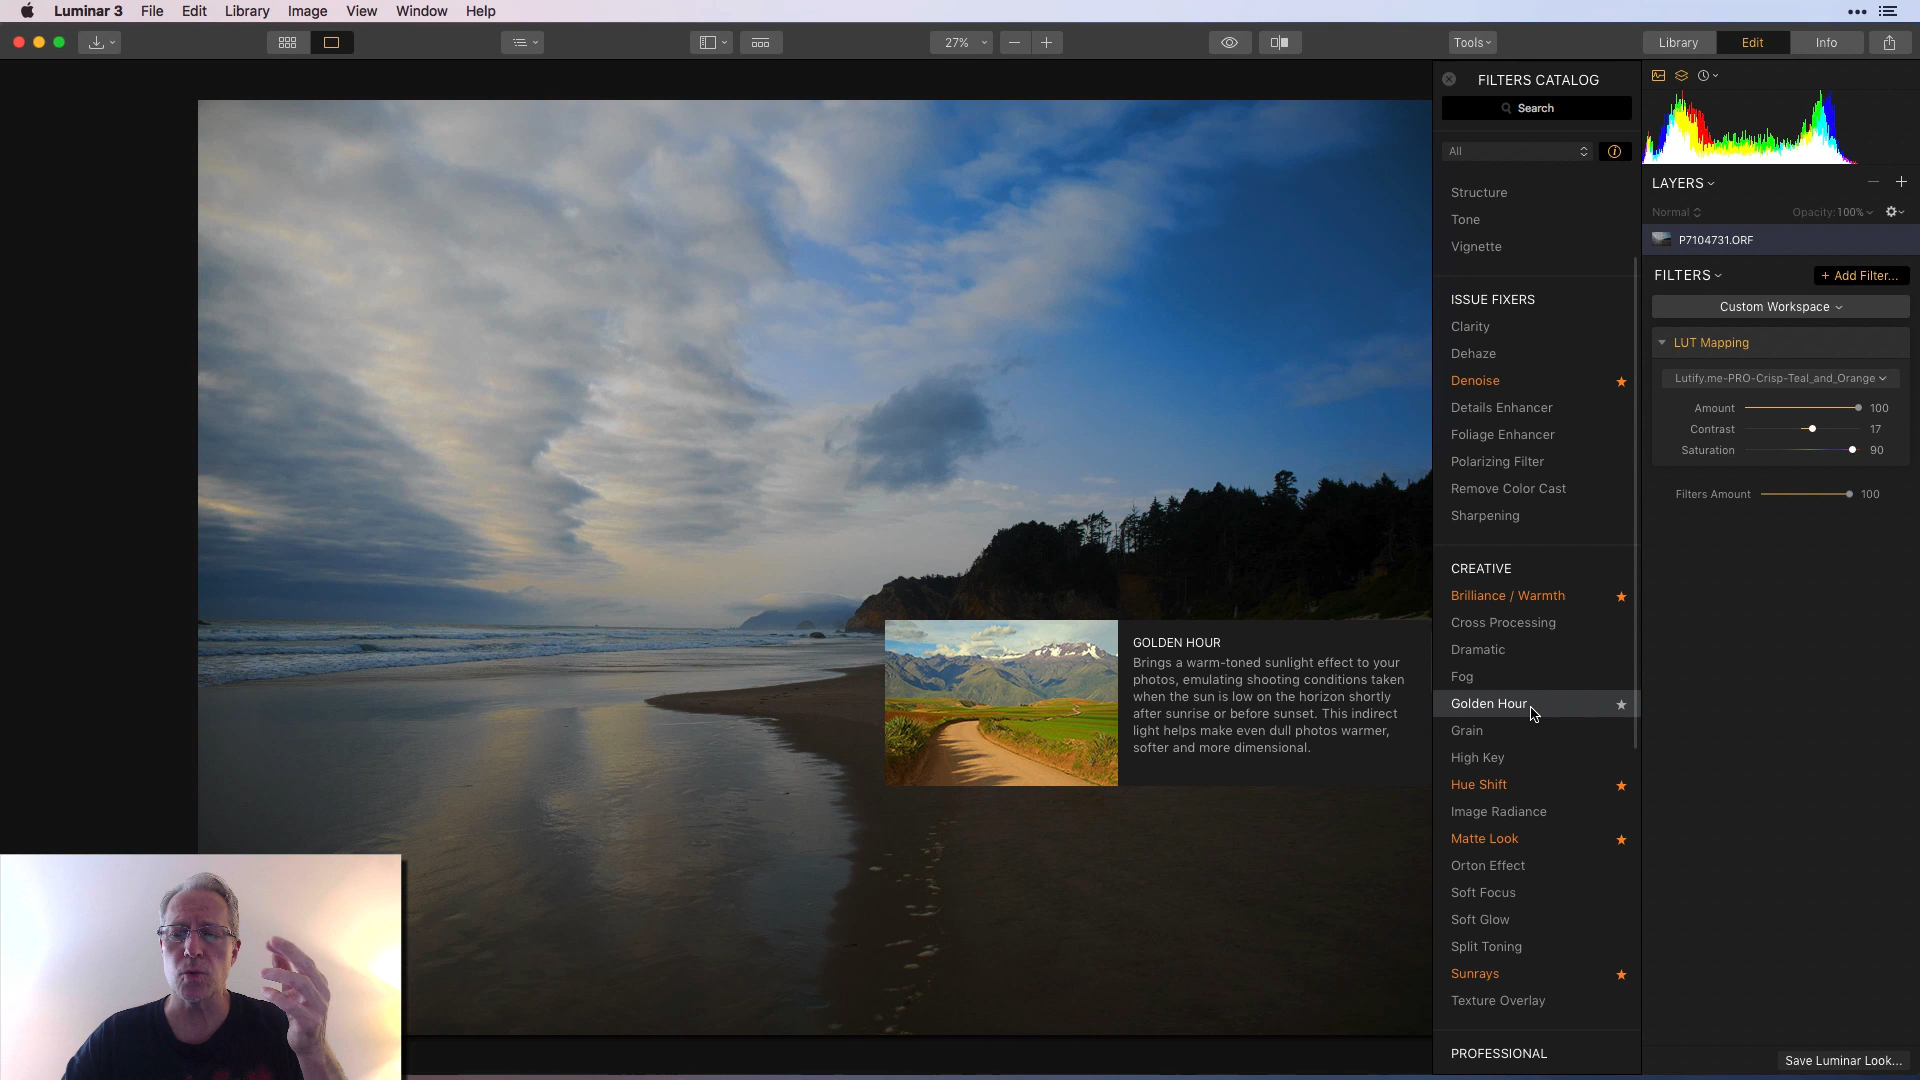 Luminar 3 File Edit Library Image View Window Help
27% Tools Library Edit Info
FILTERS CATALOG
Search
All
Structure
Tone
Vignette
ISSUE FIXERS
Clarity
Dehaze
Denoise
Details Enhancer
Foliage Enhancer
Polarizing Filter
Remove Color Cast
Sharpening
CREATIVE
Brilliance / Warmth
Cross Processing
Dramatic
Fog
Golden Hour
Grain
High Key
Hue Shift
Image Radiance
Matte Look
Orton Effect
Soft Focus
Soft Glow
Split Toning
Sunrays
Texture Overlay
PROFESSIONAL
GOLDEN HOUR
Brings a warm-toned sunlight effect to your
photos, emulating shooting conditions taken
when the sun is low on the horizon shortly
after sunrise or before sunset. This indirect
light helps make even dull photos warmer,
softer and more dimensional.
LAYERS
Normal Opacity: 100%
P7104731.ORF
FILTERS + Add Filter...
Custom Workspace
LUT Mapping
Lutify.me-PRO-Crisp-Teal_and_Orange
Amount 100
Contrast 17
Saturation 90
Filters Amount 100
Save Luminar Look...